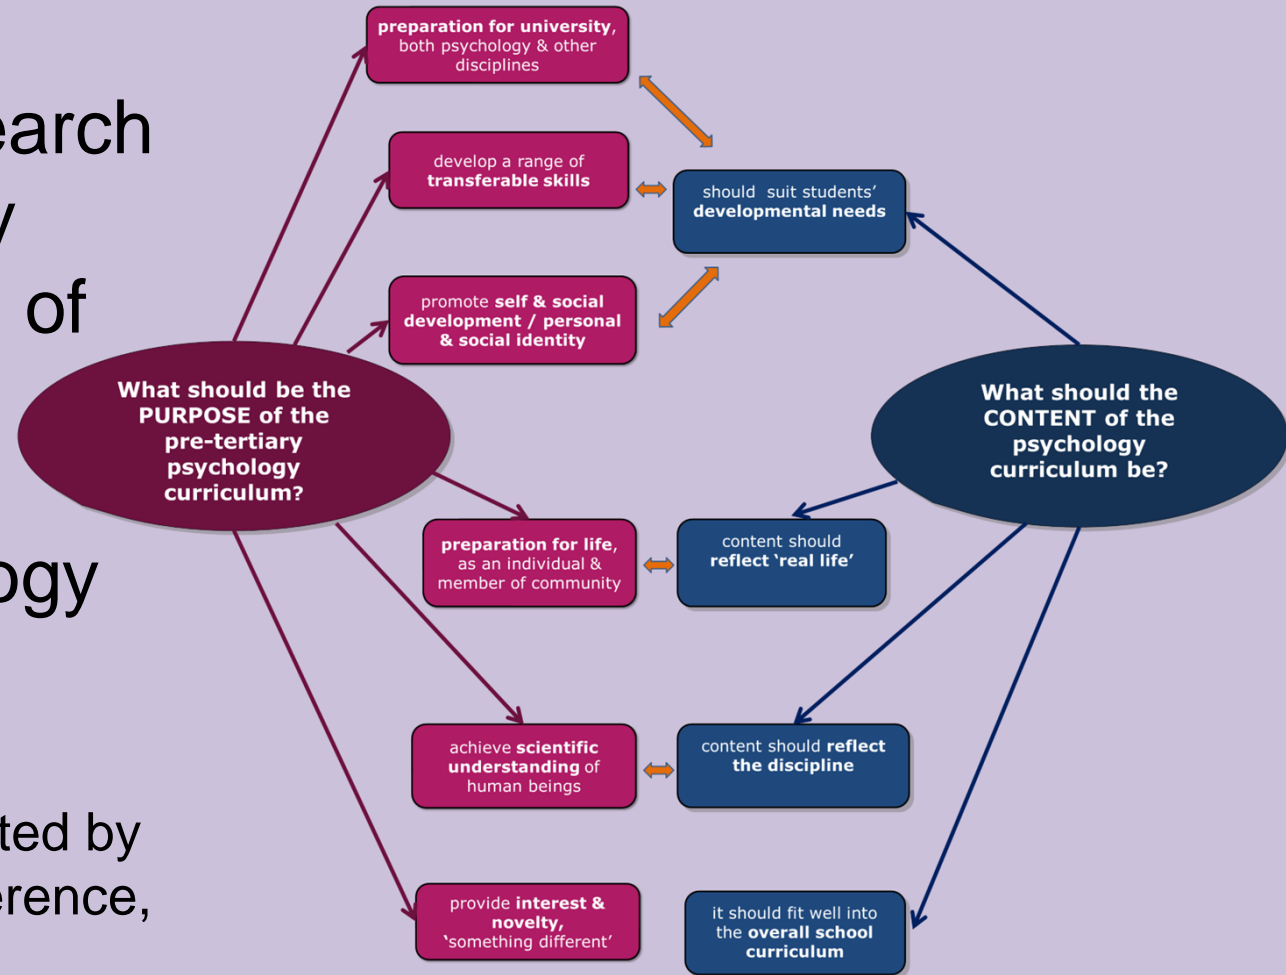 earch
y
of
ogy
ted by
erence,
preparation for university,
both psychology & other
disciplines
develop a range of
transferable skills
promote self & social
development / personal
& social identity
should suit students’
developmental needs
What should be the
PURPOSE of the
pre-tertiary
psychology
curriculum?
What should the
CONTENT of the
psychology
curriculum be?
preparation for life,
as an individual &
member of community
content should
reflect ‘real life’
achieve scientific
understanding of
human beings
content should reflect
the discipline
provide interest &
novelty,
‘something different’
it should fit well into
the overall school
curriculum